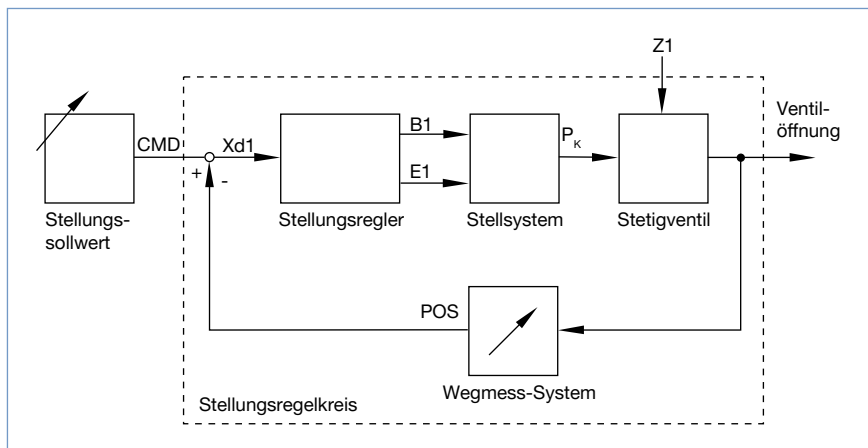 Z1
Ventil-
öffnung
CMD
Xd1
B1
E1
P K
+
-
Stellungs-
sollwert
Stellungsregler
Stellsystem
Stetigventil
POS
Wegmess-System
Stellungsregelkreis